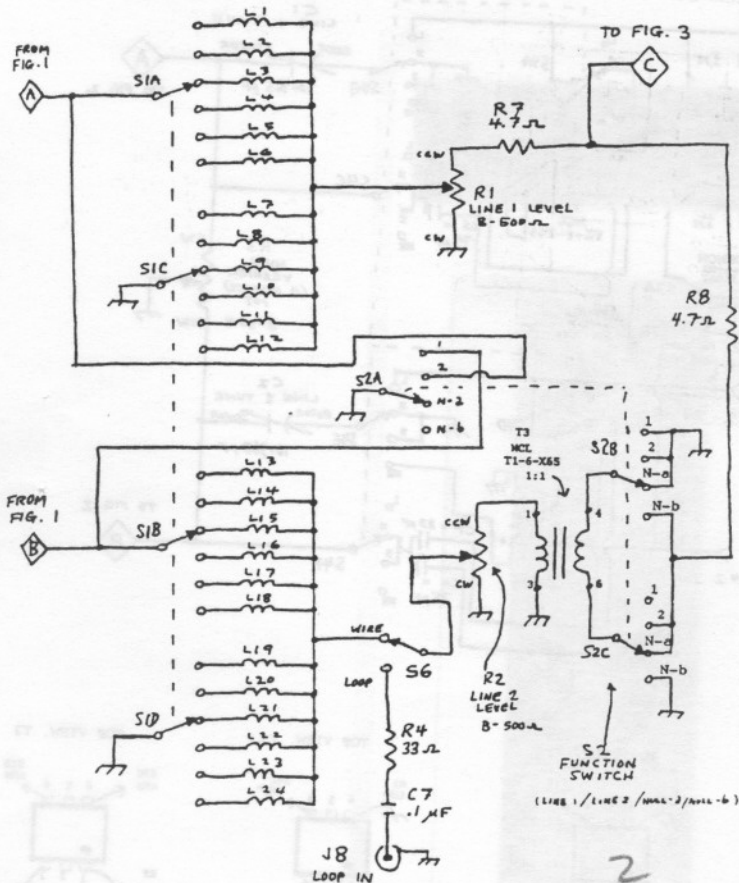 L1
L2
FROM
FIG.1
TO FIG. 3
A
S1A
L3
C
L4
R7
4.7Ω
L5
L6
CCW
R1
LINE 1 LEVEL
B-500Ω
CW
L7
L8
S1C
L9
L10
L11
L12
R8
4.7Ω
1
2
S2A
N-a
N-b
T3
MCL
T1-6-X65
1:1
S2B
1
2
N-a
N-b
L13
L14
FROM
FIG. 1
B
S1B
L15
L16
L17
L18
CCW
CW
1
3
4
6
1
2
N-a
N-b
S2C
WIRE
S6
LOOP
R2
LINE 2
LEVEL
B-500Ω
L19
L20
S1D
L21
L22
L23
L24
R4
33Ω
C7
.1 µF
J8
LOOP IN
S2
FUNCTION
SWITCH
(LINE 1/LINE 2/NULL-a/NULL-b)
2